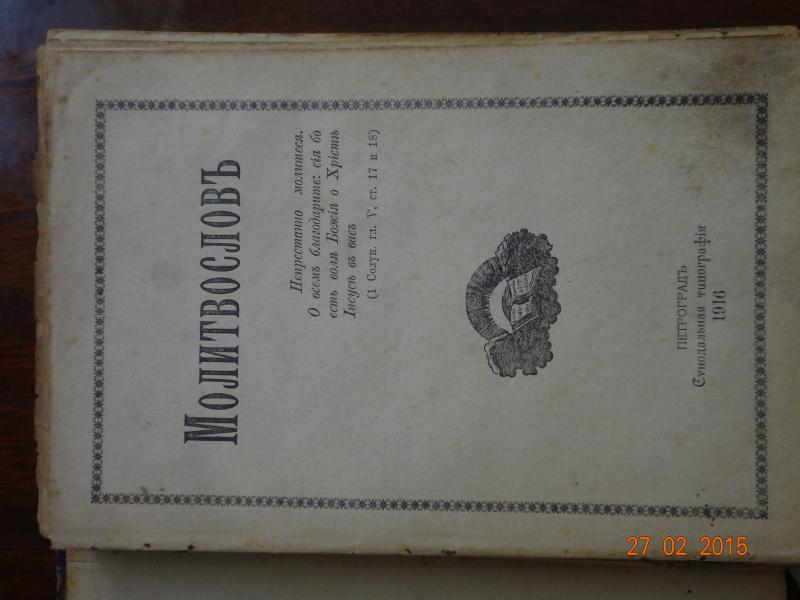 МОЛИТВОСЛОВЪ
Непрестанно молитеся.
О всемъ благодарите: сія бо
есть воля Божія о Хрістѣ
Іисусѣ въ васъ
(1 Солун. гл. V, ст. 17 и 18)
ПЕТРОГРАДЪ
Сѵнодальная типографія
1916
27 02 2015